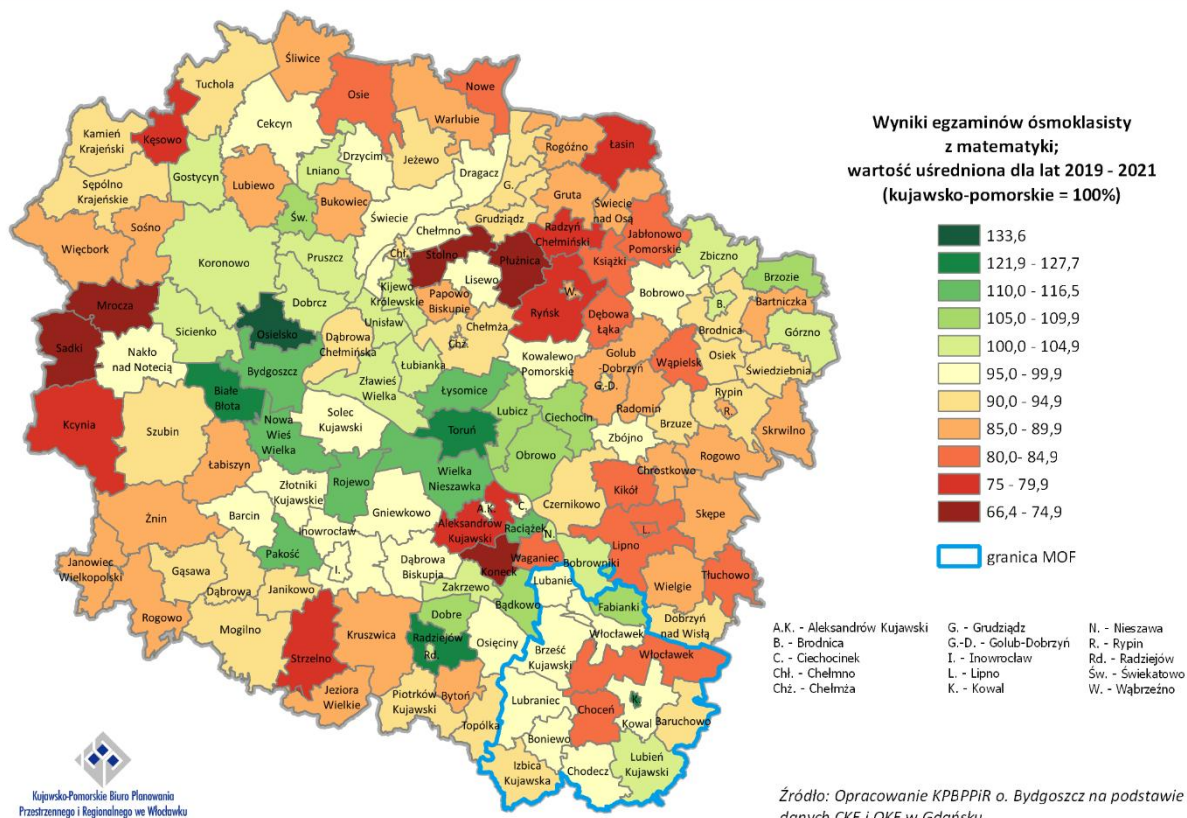 Wyniki egzaminów ósmoklasisty
z matematyki;
wartość uśredniona dla lat 2019 - 2021
(kujawsko-pomorskie = 100%)
133,6
121,9 - 127,7
110,0 - 116,5
105,0 - 109,9
100,0 - 104,9
95,0 - 99,9
90,0 - 94,9
85,0 - 89,9
80,0- 84,9
75 - 79,9
66,4 - 74,9
granica MOF
A.K. - Aleksandrów Kujawski
B. - Brodnica
C. - Ciechocinek
Chł. - Chełmno
Chż. - Chełmża
G. - Grudziądz
G.-D. - Golub-Dobrzyń
I. - Inowrocław
L. - Lipno
K. - Kowal
N. - Nieszawa
R. - Rypin
Rd. - Radziejów
Św. - Świekatowo
W. - Wąbrzeźno
Śliwice
Tuchola
Osie
Nowe
Cekcyn
Warlubie
Kamień
Krajeński
Kęsowo
Rogóźno
Łasin
Drzycim
Jeżewo
Dragacz
Gostycyn
Lniano
Lubiewo
G.
Gruta
Sępólno
Krajeńskie
Św.
Bukowiec
Świecie
Grudziądz
Świecie
nad Osą
Sośno
Chełmno
Radzyń
Chełmiński
Jabłonowo
Pomorskie
Więcbork
Koronowo
Pruszcz
Chł.
Stolno
Płużnica
Książki
Zbiczno
Brzozie
Lisewo
W.
Bobrowo
Kijewo
Królewskie
Papowo
Biskupie
B.
Bartniczka
Mrocza
Dobrcz
Unisław
Ryńsk
Dębowa
Łąka
Brodnica
Górzno
Sicienko
Osielsko
Dąbrowa
Chełmińska
Chełmża
Chż.
Sadki
Nakło
nad Notecią
Kowalewo
Pomorskie
Golub
-Dobrzyń
Wąpielsk
Osiek
Świedziebnia
Bydgoszcz
Łubianka
G.-D.
Białe
Błota
Zławieś
Wielka
Łysomice
Rypin
R.
Kcynia
Szubin
Solec
Kujawski
Toruń
Lubicz
Ciechocin
Radomin
Brzuze
Skrwilno
Nowa
Wieś
Wielka
Obrowo
Zbójno
Rogowo
Łabiszyn
Rojewo
Wielka
Nieszawka
Chrostkowo
Złotniki
Kujawskie
Gniewkowo
Czernikowo
Kikół
Skępe
Żnin
Barcin
Inowrocław
A.K.
C.
Aleksandrów
Kujawski
Raciążek
N.
L.
Lipno
Pakość
I.
Dąbrowa
Biskupia
Koneck
Waganiec
Bobrowniki
Tłuchowo
Janowiec
Wielkopolski
Gąsawa
Dąbrowa
Janikowo
Zakrzewo
Lubanie
Wielgie
Rogowo
Bądkowo
Fabianki
Mogilno
Dobre
Dobrzyń
nad Wisłą
Strzelno
Kruszwica
Radziejów
Rd.
Osięciny
Włocławek
Brześć
Kujawski
Włocławek
Jeziora
Wielkie
Piotrków
Kujawski
Bytoń
Lubraniec
Choceń
K.
Kowal
Baruchowo
Topólka
Boniewo
Izbica
Kujawska
Chodecz
Lubień
Kujawski
Kujawsko-Pomorskie Biuro Planowania
Przestrzennego i Regionalnego we Włocławku
Źródło: Opracowanie KPBPPiR o. Bydgoszcz na podstawie
danych CKE i OKE w Gdańsku